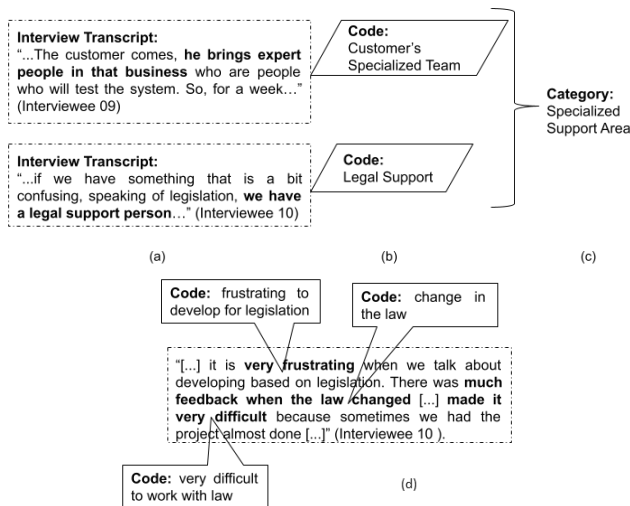 Interview Transcript:
“...The customer comes, he brings expert
people in that business who are people
who will test the system. So, for a week…”
(Interviewee 09)
Code:
Customer’s
Specialized Team
Category:
Specialized
Support Area
Interview Transcript:
“...if we have something that is a bit
confusing, speaking of legislation, we have
a legal support person…” (Interviewee 10)
Code:
Legal Support
(a)
(b)
(c)
Code: frustrating to
develop for legislation
Code: change in
the law
“[...] it is very frustrating when we talk about
developing based on legislation. There was much
feedback when the law changed [...] made it
very difficult because sometimes we had the
project almost done [...]” (Interviewee 10 ).
Code: very difficult
to work with law
(d)